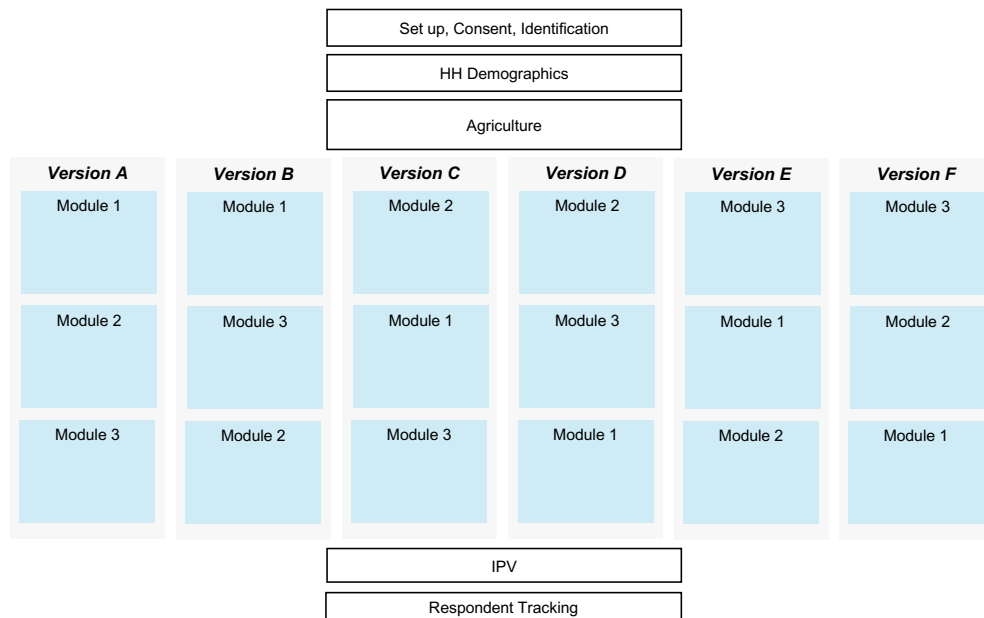 Set up, Consent, Identification
HH Demographics
Agriculture
Version A
Version B
Version C
Version D
Version E
Version F
Module 1
Module 1
Module 2
Module 2
Module 3
Module 3
Module 2
Module 3
Module 1
Module 3
Module 1
Module 2
Module 3
Module 2
Module 3
Module 1
Module 2
Module 1
IPV
Respondent Tracking